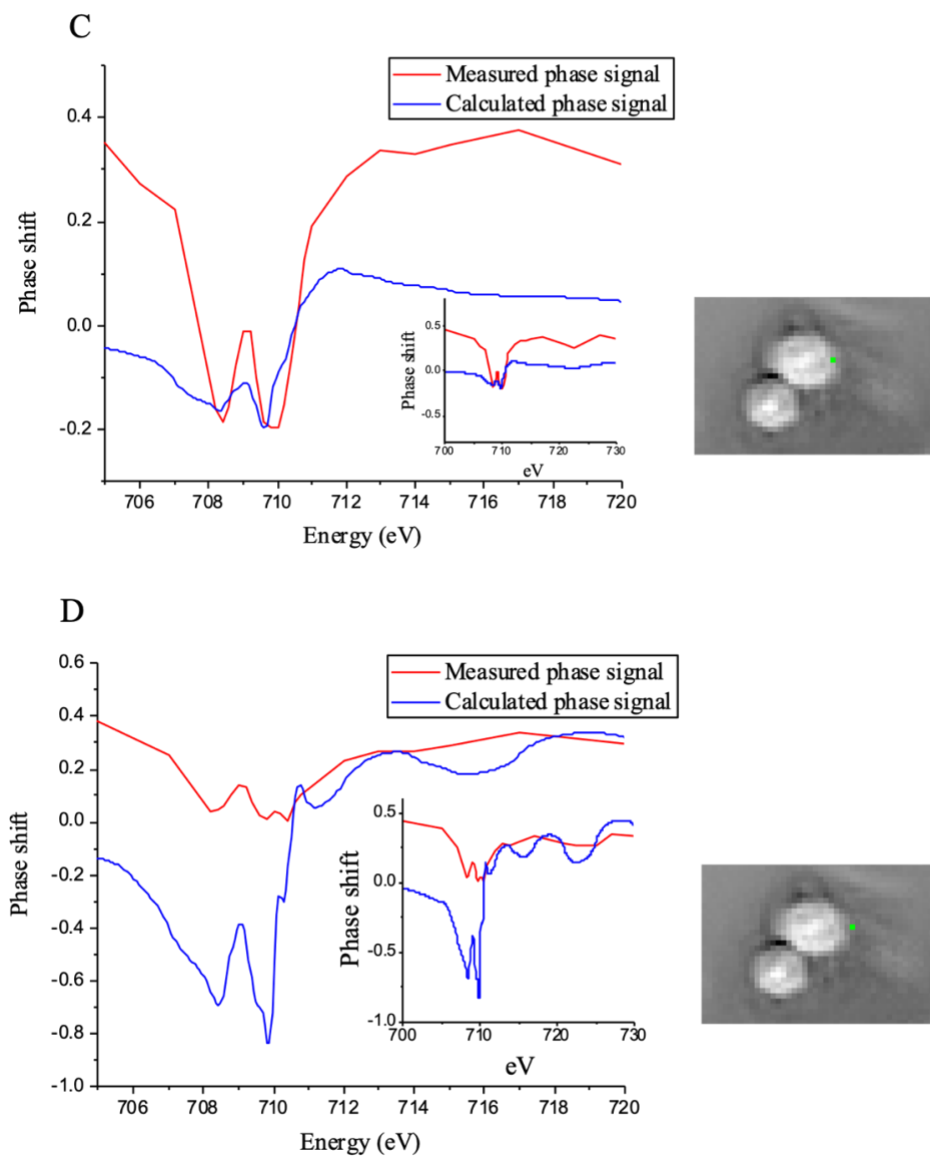 C
Measured phase signal
Calculated phase signal
0.4
0.2
0.0
-0.2
Phase shift
706 708 710 712 714 716 718 720
Energy (eV)
0.5
0.0
-0.5
Phase shift
700 710 720 730
eV
D
Measured phase signal
Calculated phase signal
0.6
0.4
0.2
0.0
-0.2
-0.4
-0.6
-0.8
-1.0
Phase shift
706 708 710 712 714 716 718 720
Energy (eV)
0.5
0.0
-0.5
-1.0
Phase shift
700 710 720 730
eV